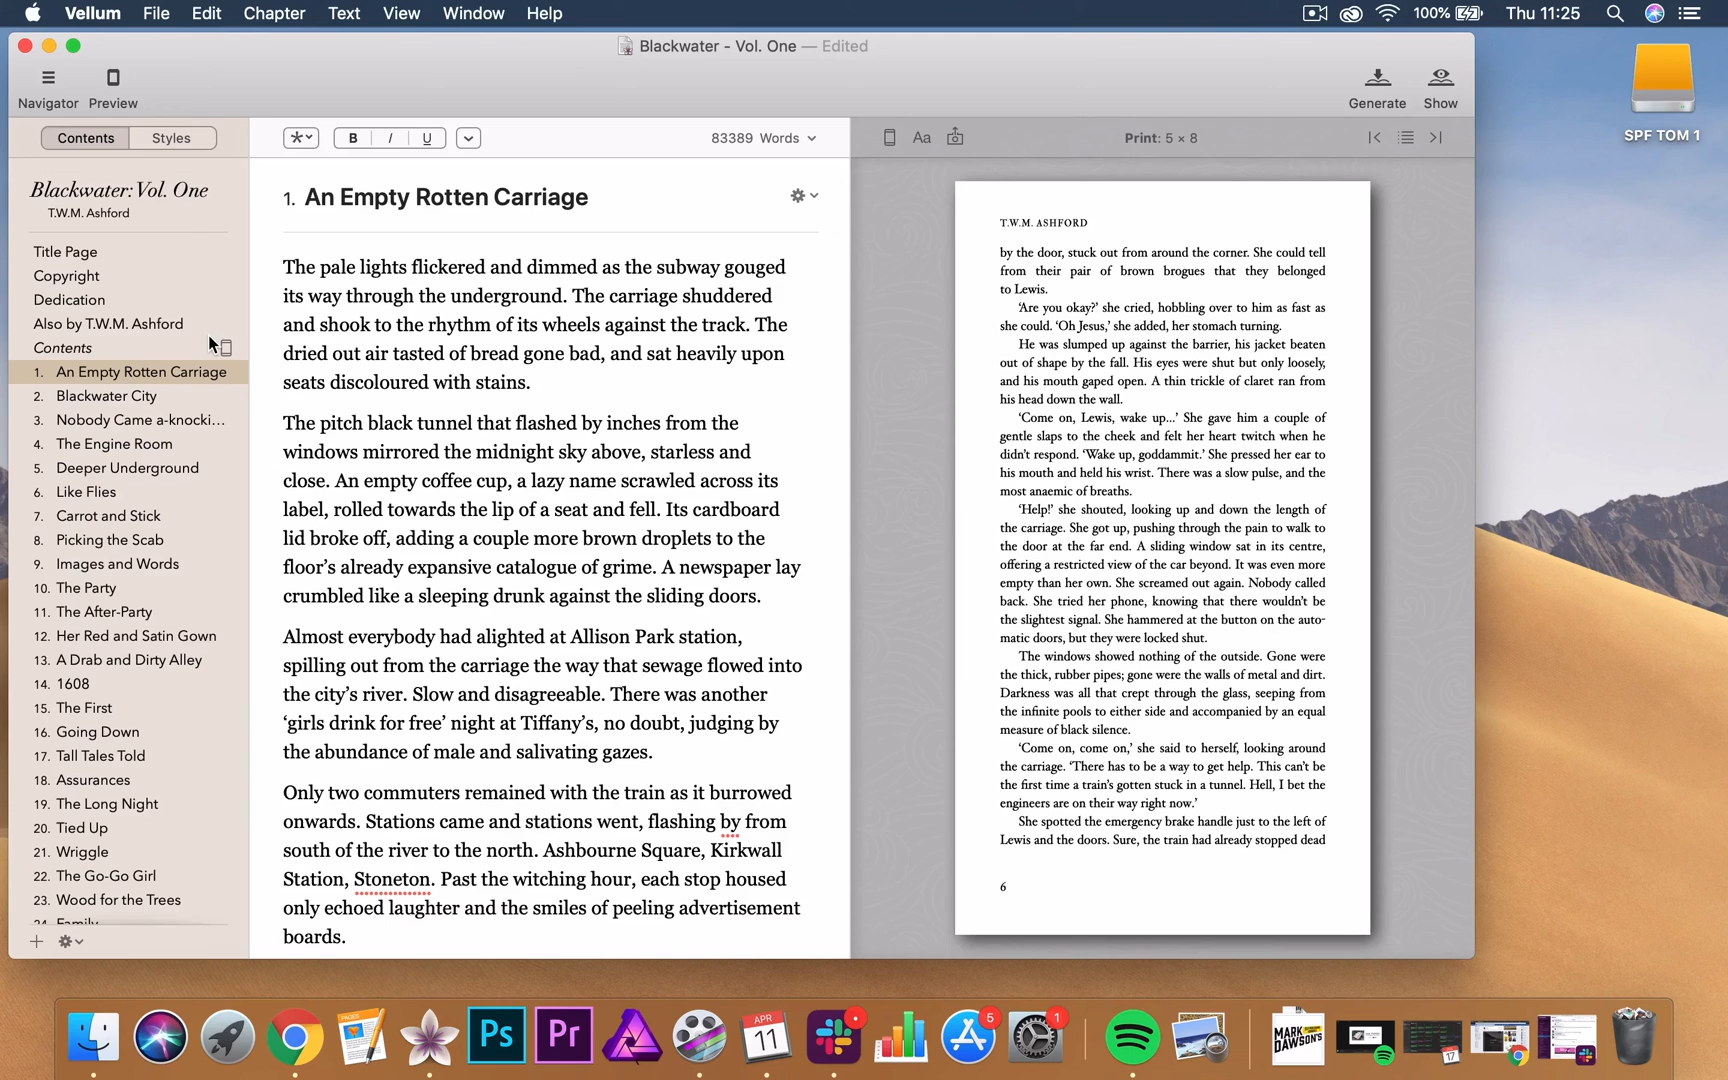 Vellum File Edit Chapter Text View Window Help 100% Thu 11:25
Blackwater - Vol. One — Edited
SPF TOM 1
Navigator Preview Generate Show
Contents Styles
B I U
83389 Words
Aa
Print: 5 × 8
Blackwater: Vol. One
T.W.M. Ashford
Title Page
Copyright
Dedication
Also by T.W.M. Ashford
Contents
1. An Empty Rotten Carriage
2. Blackwater City
3. Nobody Came a-knocki...
4. The Engine Room
5. Deeper Underground
6. Like Flies
7. Carrot and Stick
8. Picking the Scab
9. Images and Words
10. The Party
11. The After-Party
12. Her Red and Satin Gown
13. A Drab and Dirty Alley
14. 1608
15. The First
16. Going Down
17. Tall Tales Told
18. Assurances
19. The Long Night
20. Tied Up
21. Wriggle
22. The Go-Go Girl
23. Wood for the Trees
24. Family
1. An Empty Rotten Carriage
The pale lights flickered and dimmed as the subway gouged
its way through the underground. The carriage shuddered
and shook to the rhythm of its wheels against the track. The
dried out air tasted of bread gone bad, and sat heavily upon
seats discoloured with stains.
The pitch black tunnel that flashed by inches from the
windows mirrored the midnight sky above, starless and
close. An empty coffee cup, a lazy name scrawled across its
label, rolled towards the lip of a seat and fell. Its cardboard
lid broke off, adding a couple more brown droplets to the
floor’s already expansive catalogue of grime. A newspaper lay
crumbled like a sleeping drunk against the sliding doors.
Almost everybody had alighted at Allison Park station,
spilling out from the carriage the way that sewage flowed into
the city’s river. Slow and disagreeable. There was another
‘girls drink for free’ night at Tiffany’s, no doubt, judging by
the abundance of male and salivating gazes.
Only two commuters remained with the train as it burrowed
onwards. Stations came and stations went, flashing by from
south of the river to the north. Ashbourne Square, Kirkwall
Station, Stoneton. Past the witching hour, each stop housed
only echoed laughter and the smiles of peeling advertisement
boards.
T.W.M. ASHFORD
by the door, stuck out from around the corner. She could tell
from their pair of brown brogues that they belonged
to Lewis.
‘Are you okay?’ she cried, hobbling over to him as fast as
she could. ‘Oh Jesus,’ she added, her stomach turning.
He was slumped up against the barrier, his jacket beaten
out of shape by the fall. His eyes were shut but only loosely,
and his mouth gaped open. A thin trickle of claret ran from
his head down the wall.
‘Come on, Lewis, wake up...’ She gave him a couple of
gentle slaps to the cheek and felt her heart twitch when he
didn’t respond. ‘Wake up, goddammit.’ She pressed her ear to
his mouth and held his wrist. There was a slow pulse, and the
most anaemic of breaths.
‘Help!’ she shouted, looking up and down the length of
the carriage. She got up, pushing through the pain to walk to
the door at the far end. A sliding window sat in its centre,
offering a restricted view of the car beyond. It was even more
empty than her own. She screamed out again. Nobody called
back. She tried her phone, knowing that there wouldn’t be
the slightest signal. She hammered at the button on the auto-
matic doors, but they were locked shut.
The windows showed nothing of the outside. Gone were
the thick, rubber pipes; gone were the walls of metal and dirt.
Darkness was all that crept through the glass, seeping from
the infinite pools to either side and accompanied by an equal
measure of black silence.
‘Come on, come on,’ she said to herself, looking around
the carriage. ‘There has to be a way to get help. This can’t be
the first time a train’s gotten stuck in a tunnel. Hell, I bet the
engineers are on their way right now.’
She spotted the emergency brake handle just to the left of
Lewis and the doors. Sure, the train had already stopped dead
6
PAGES
Ps
Pr
APR
11
5
1
MARK
DAWSON'S
17